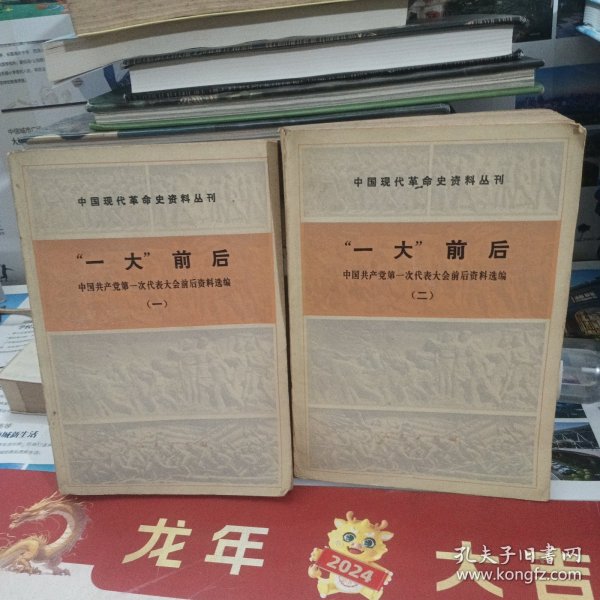 中国现代革命史资料丛刊
“一大”前后
中国共产党第一次代表大会前后资料选编
(一)
中国现代革命史资料丛刊
“一大”前后
中国共产党第一次代表大会前后资料选编
(二)
龙年
2024
大吉
孔夫子旧书网
www.kongfz.com